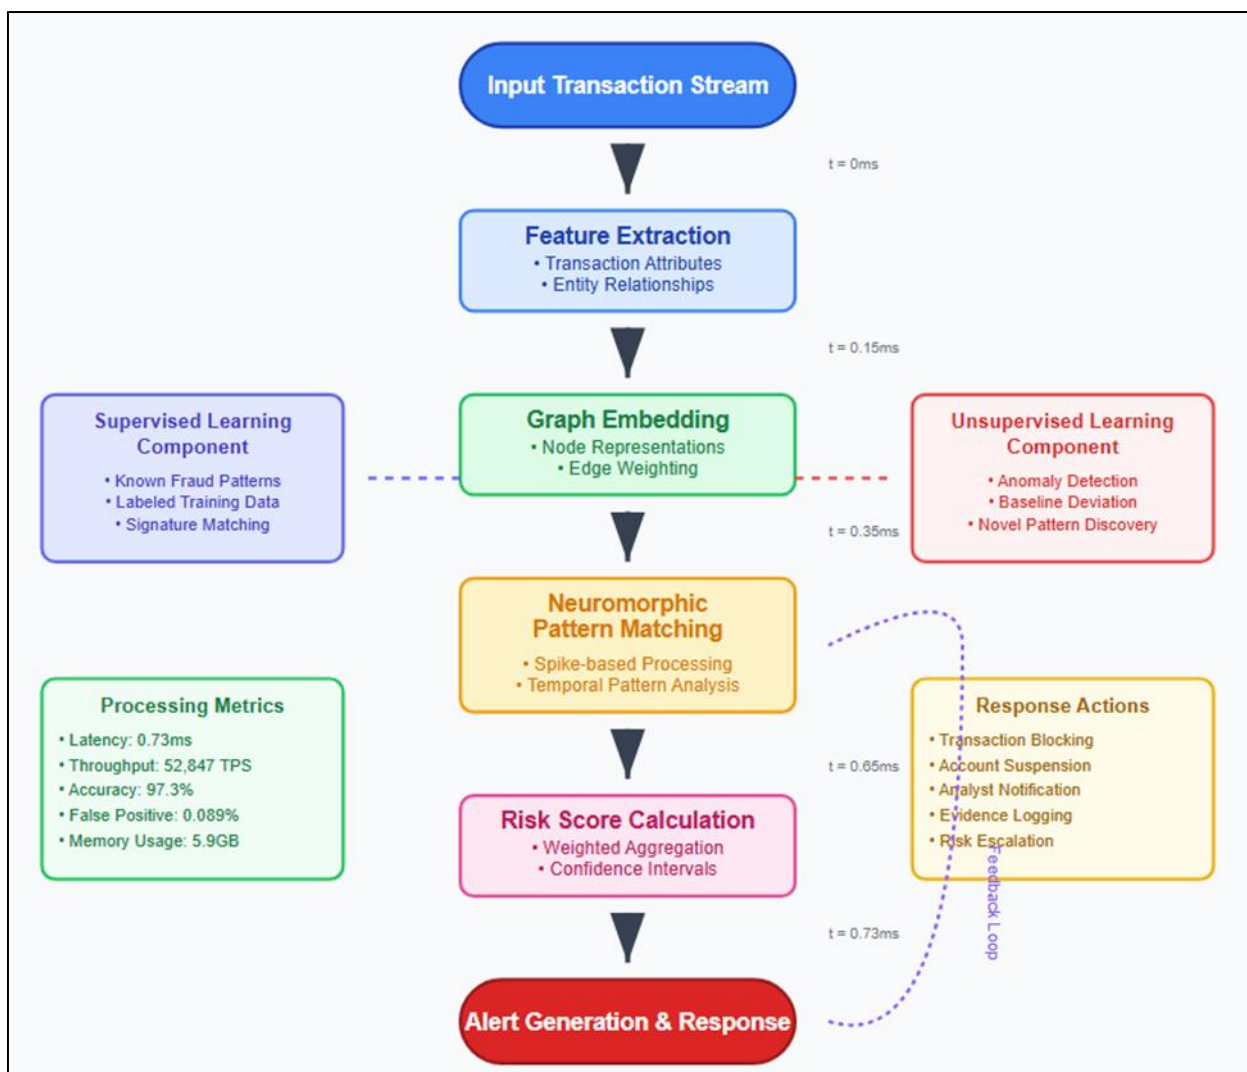 Input Transaction Stream
t = 0ms
Feature Extraction
• Transaction Attributes
• Entity Relationships
t = 0.15ms
Supervised Learning
Component
• Known Fraud Patterns
• Labeled Training Data
• Signature Matching
Graph Embedding
• Node Representations
• Edge Weighting
Unsupervised Learning
Component
• Anomaly Detection
• Baseline Deviation
• Novel Pattern Discovery
t = 0.35ms
Neuromorphic
Pattern Matching
• Spike-based Processing
• Temporal Pattern Analysis
Processing Metrics
• Latency: 0.73ms
• Throughput: 52,847 TPS
• Accuracy: 97.3%
• False Positive: 0.089%
• Memory Usage: 5.9GB
Response Actions
• Transaction Blocking
• Account Suspension
• Analyst Notification
• Evidence Logging
• Risk Escalation
t = 0.65ms
Risk Score Calculation
• Weighted Aggregation
• Confidence Intervals
Feedback Loop
t = 0.73ms
Alert Generation & Response